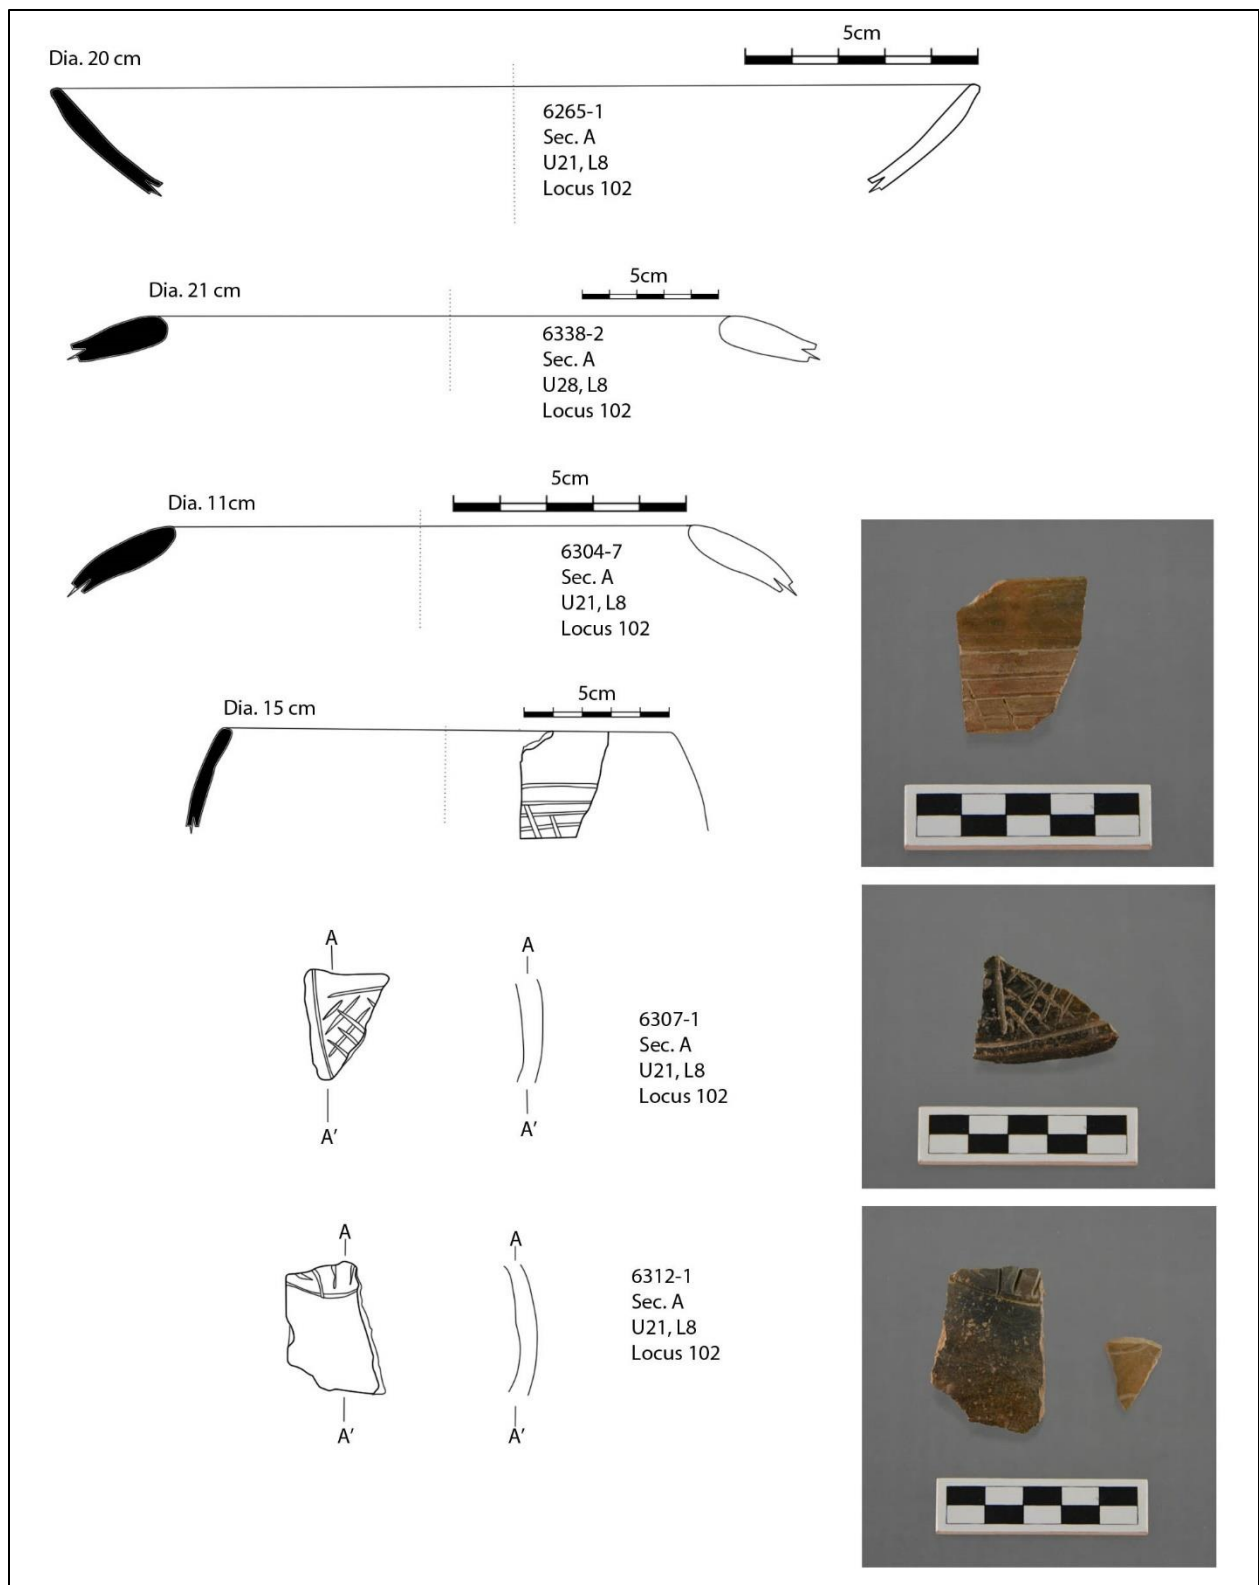 5cm
Dia. 20 cm
6265-1
Sec. A
U21, L8
Locus 102
5cm
Dia. 21 cm
6338-2
Sec. A
U28, L8
Locus 102
5cm
Dia. 11cm
6304-7
Sec. A
U21, L8
Locus 102
5cm
Dia. 15 cm
A
A
6307-1
Sec. A
U21, L8
Locus 102
A'
A'
A
A
6312-1
Sec. A
U21, L8
Locus 102
A'
A'